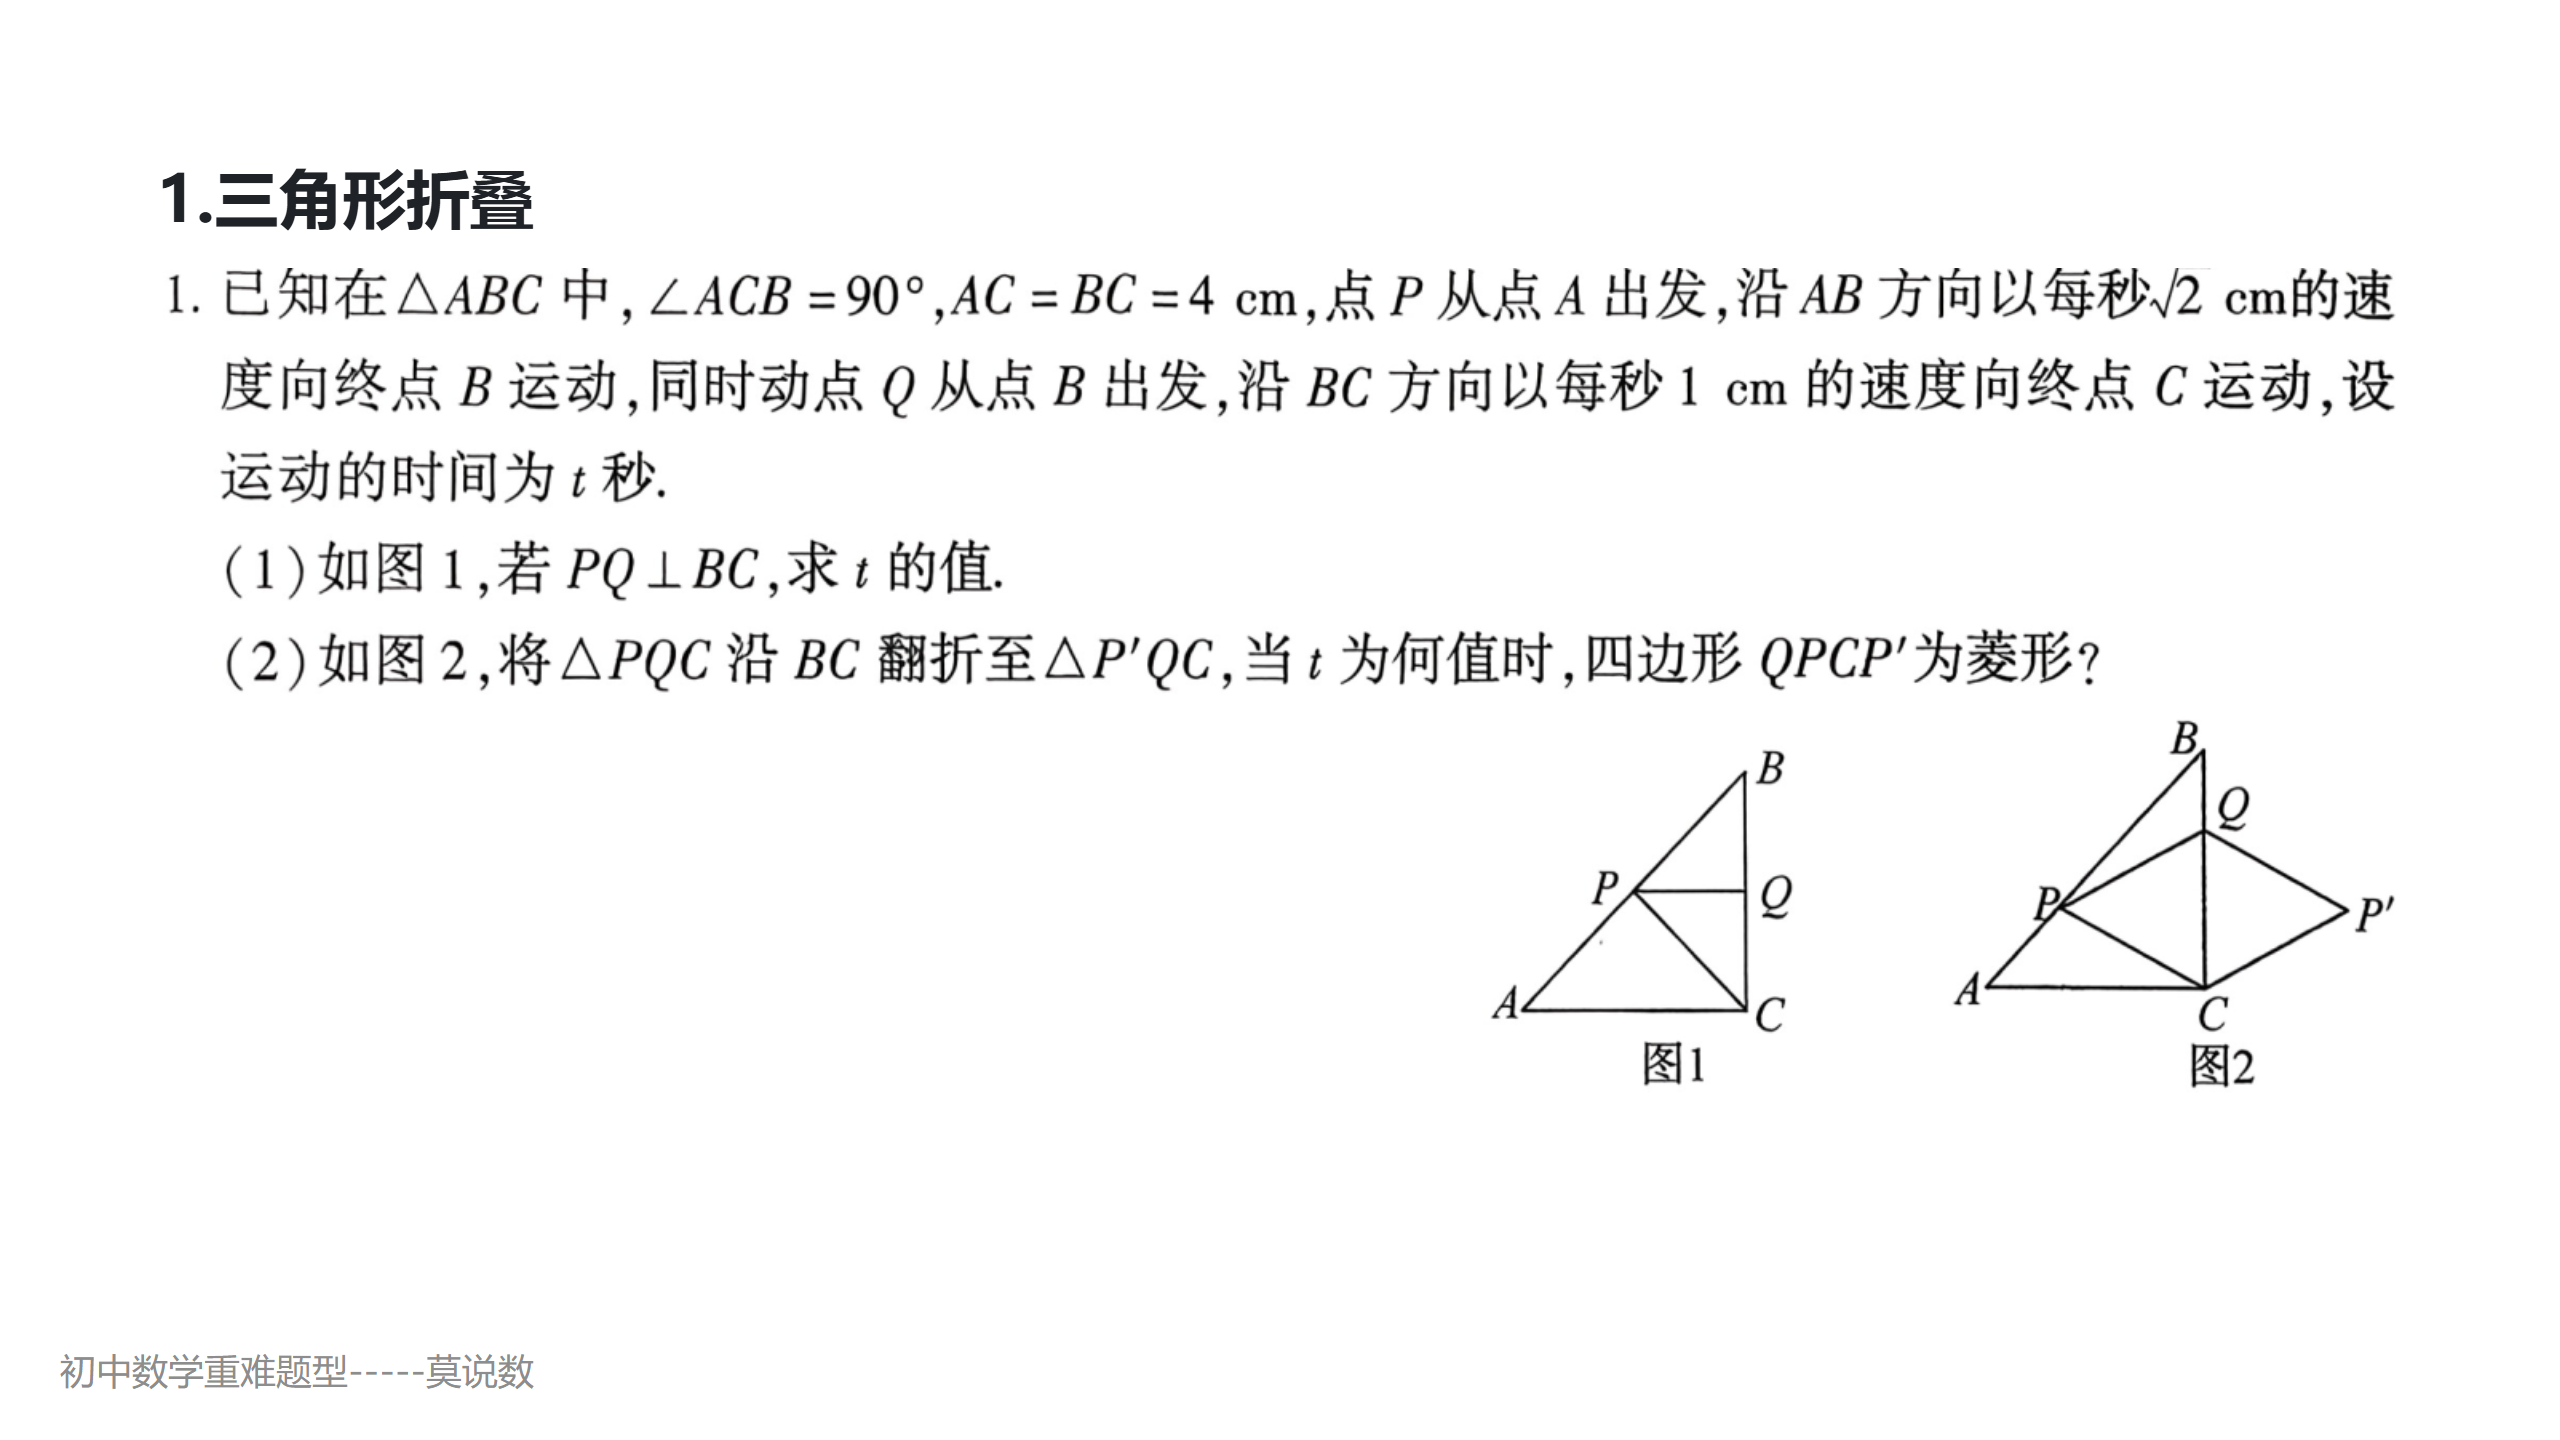 1.三角形折叠
1. 已知在△ABC 中,∠ACB=90°,AC=BC=4 cm,点 P 从点 A 出发,沿 AB 方向以每秒√2 cm的速
度向终点 B 运动,同时动点 Q 从点 B 出发,沿 BC 方向以每秒 1 cm 的速度向终点 C 运动,设
运动的时间为 t 秒.
(1)如图 1,若 PQ⊥BC,求 t 的值.
(2)如图 2,将△PQC 沿 BC 翻折至△P′QC,当 t 为何值时,四边形 QPCP′为菱形?
B
P
Q
A
C
图1
B
Q
P
P′
A
C
图2
初中数学重难题型-----莫说数